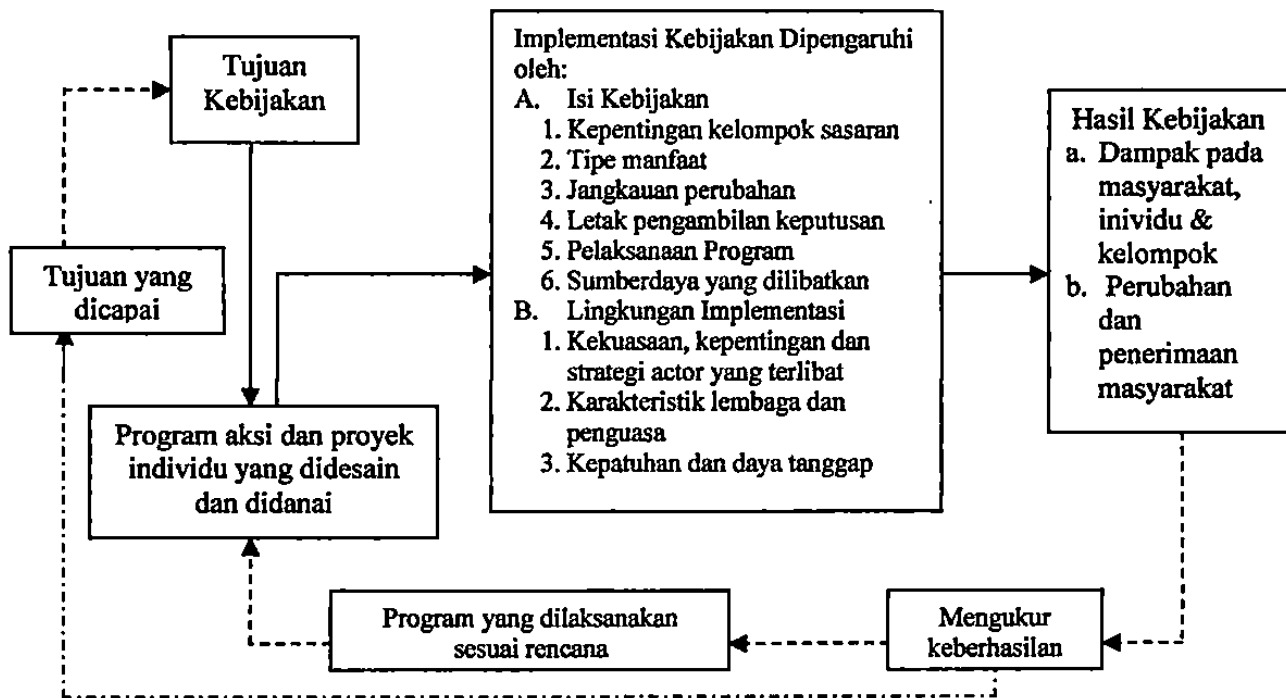 Tujuan
Kebijakan
Tujuan yang
dicapai
Program aksi dan proyek
individu yang didesain
dan didanai
Implementasi Kebijakan Dipengaruhi
oleh:
A. Isi Kebijakan
1. Kepentingan kelompok sasaran
2. Tipe manfaat
3. Jangkauan perubahan
4. Letak pengambilan keputusan
5. Pelaksanaan Program
6. Sumberdaya yang dilibatkan
B. Lingkungan Implementasi
1. Kekuasaan, kepentingan dan
strategi actor yang terlibat
2. Karakteristik lembaga dan
penguasa
3. Kepatuhan dan daya tanggap
Hasil Kebijakan
a. Dampak pada
masyarakat,
inividu &
kelompok
b. Perubahan
dan
penerimaan
masyarakat
Program yang dilaksanakan
sesuai rencana
Mengukur
keberhasilan